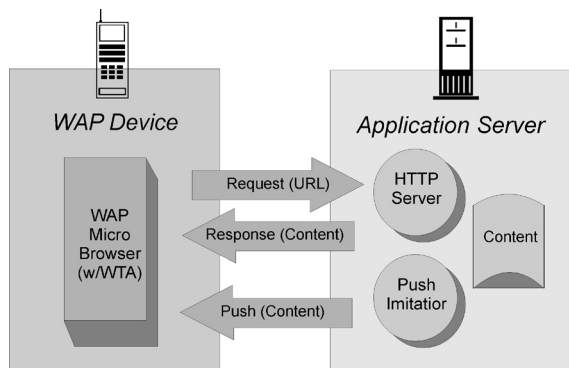 WAP Device
Application Server
WAP
Micro
Browser
(w/WTA)
Request (URL)
Response (Content)
Push (Content)
HTTP
Server
Content
Push
Imitatior